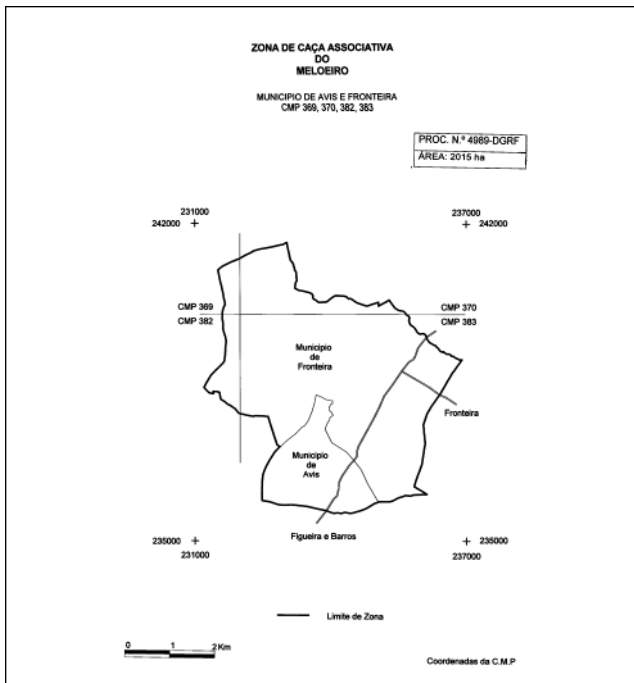 ZONA DE CAÇA ASSOCIATIVA
DO
MELOEIRO
MUNICIPIO DE AVIS E FRONTEIRA
CMP 369, 370, 382, 383
PROC. N.º 4989-DGRF
ÁREA: 2015 ha
231000
242000
237000
242000
CMP 369
CMP 382
CMP 370
CMP 383
Município
de
Fronteira
Fronteira
Município
de
Avis
Figueira e Barros
235000
231000
235000
237000
Limite de Zona
0 1 2 Km
Coordenadas da C.M.P